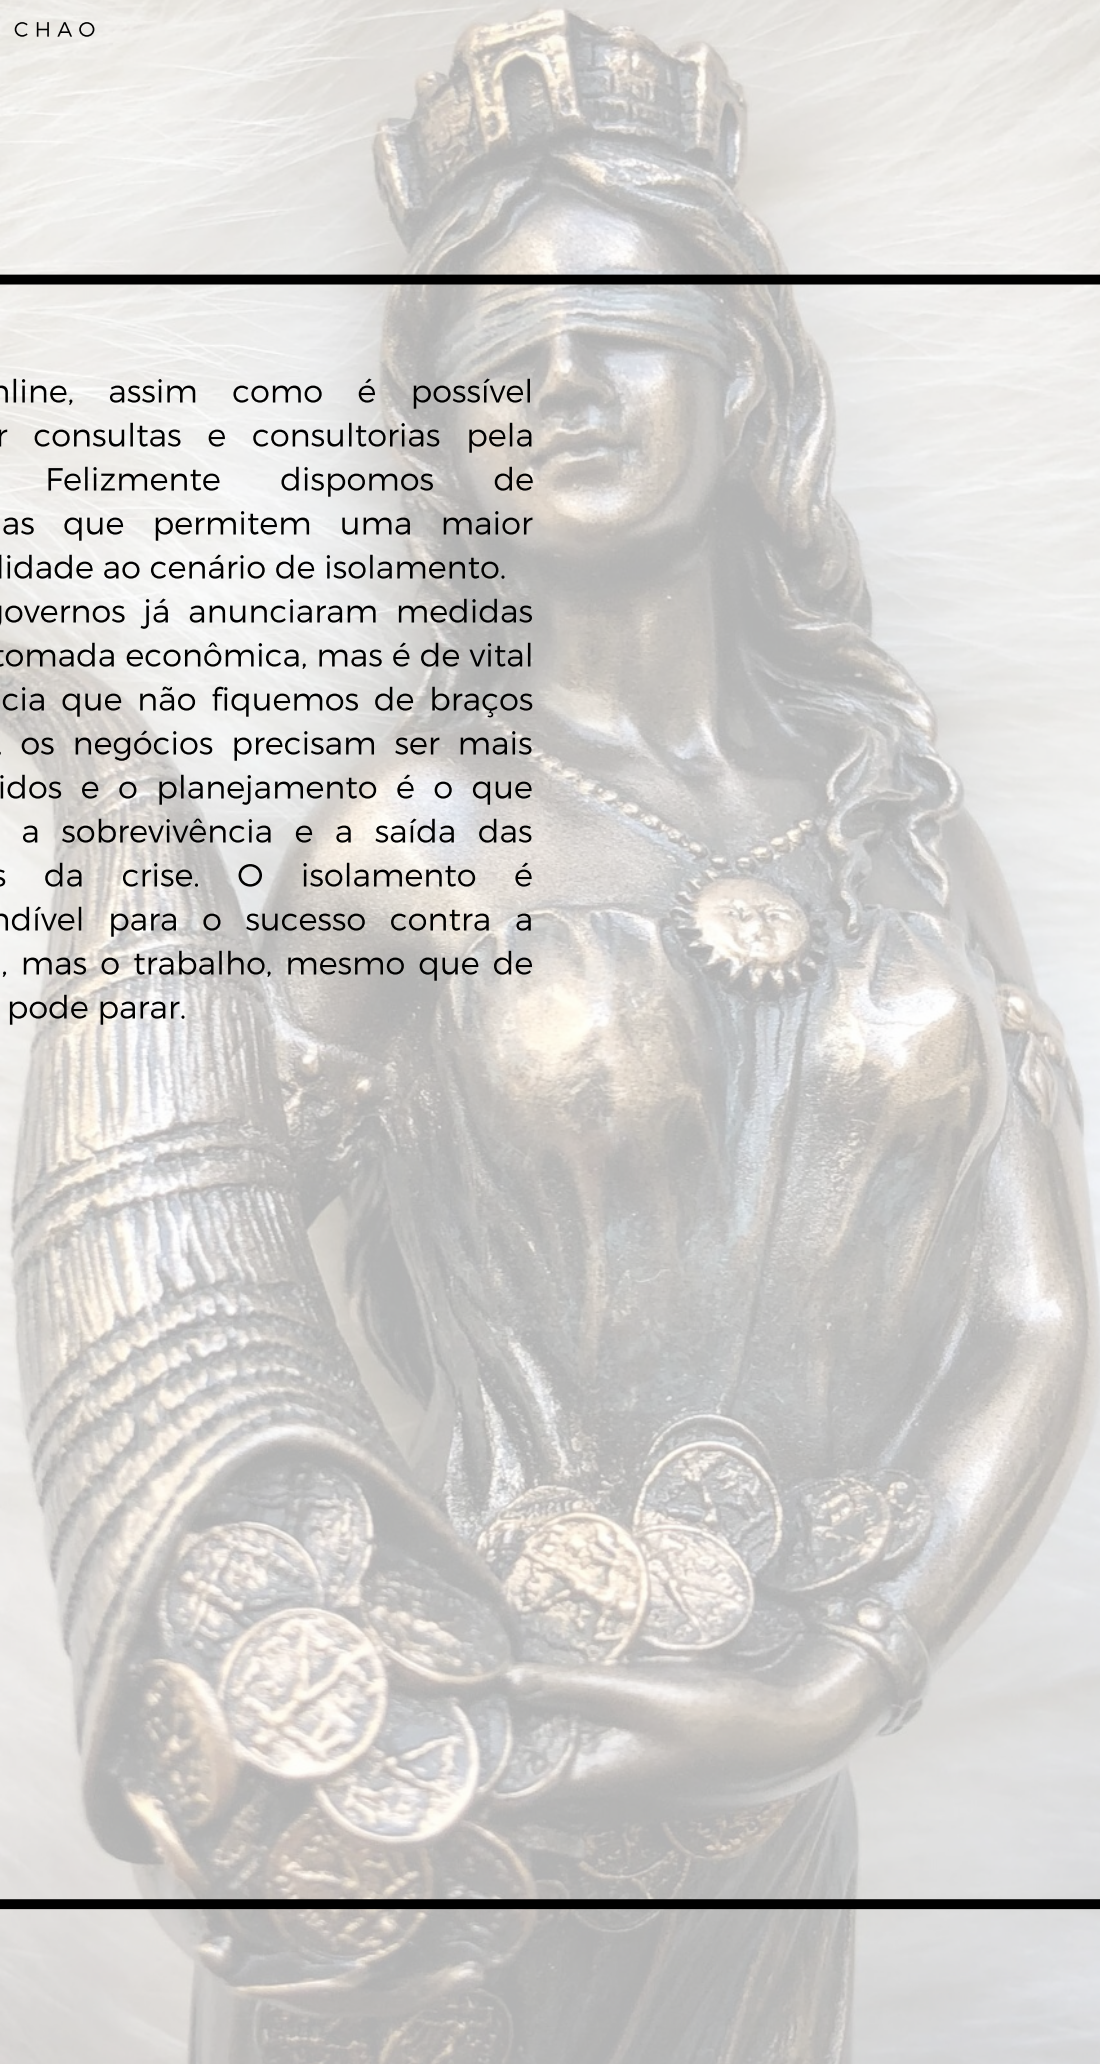 CHAO
nline, assim como é possível
r consultas e consultorias pela
Felizmente dispomos de
as que permitem uma maior
lidade ao cenário de isolamento.
governos já anunciaram medidas
tomada econômica, mas é de vital
cia que não fiquemos de braços
. os negócios precisam ser mais
idos e o planejamento é o que
a sobrevivência e a saída das
s da crise. O isolamento é
ndível para o sucesso contra a
, mas o trabalho, mesmo que de
pode parar.